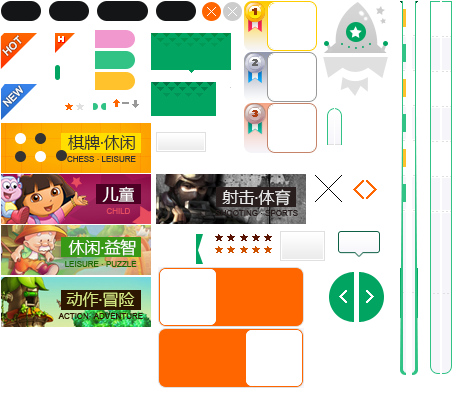 HOT
H
NEW
1
2
3
棋牌·休闲
CHESS · LEISURE
儿童
CHILD
射击·体育
SHOOTING · SPORTS
休闲·益智
LEISURE · PUZZLE
动作·冒险
ACTION · ADVENTURE